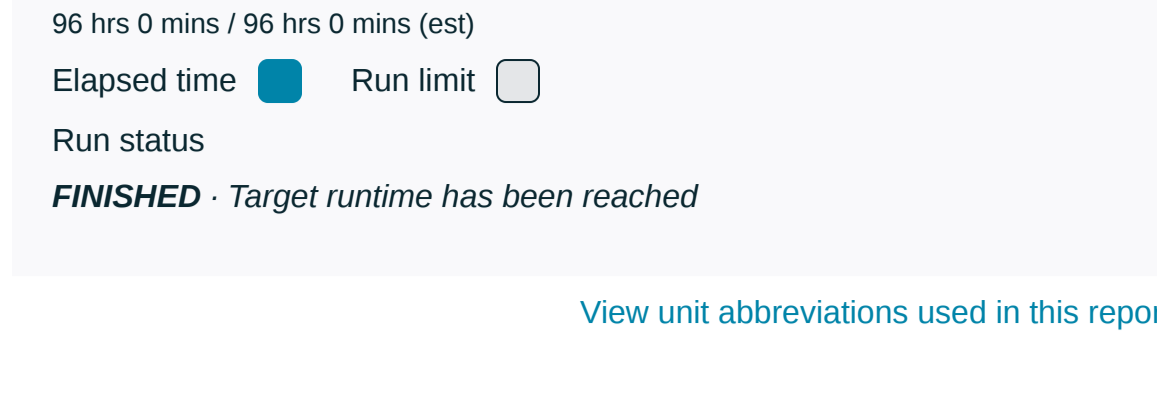 96 hrs 0 mins / 96 hrs 0 mins (est)
Elapsed time Run limit
Run status
FINISHED · Target runtime has been reached
View unit abbreviations used in this